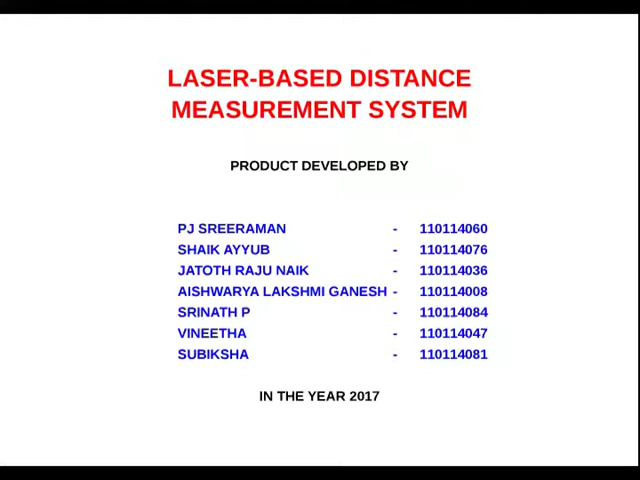 LASER-BASED DISTANCE
MEASUREMENT SYSTEM
PRODUCT DEVELOPED BY
PJ SREERAMAN - 110114060
SHAIK AYYUB - 110114076
JATOTH RAJU NAIK - 110114036
AISHWARYA LAKSHMI GANESH - 110114008
SRINATH P - 110114084
VINEETHA - 110114047
SUBIKSHA - 110114081
IN THE YEAR 2017